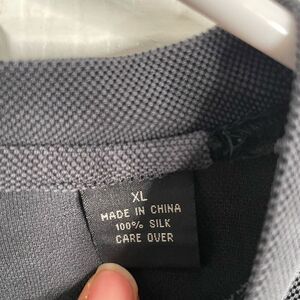 XL
MADE IN CHINA
100% SILK
CARE OVER